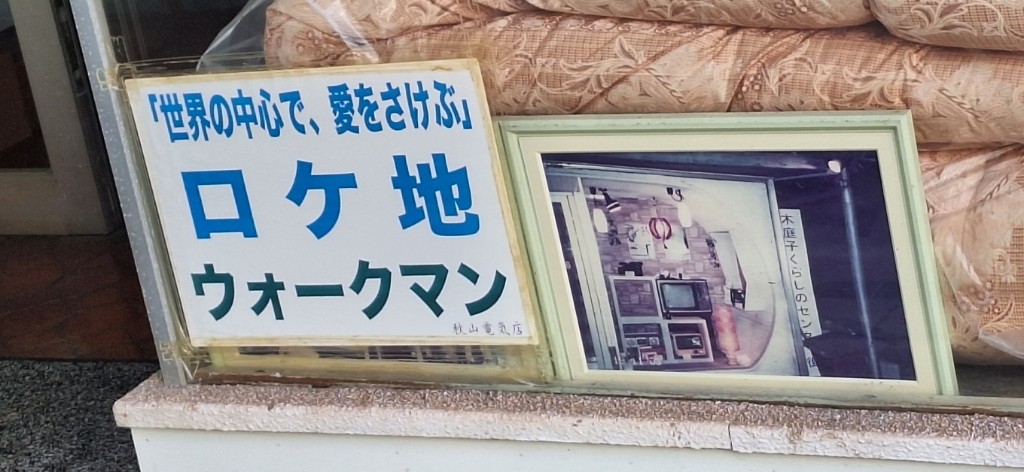 「世界の中心で、愛をさけぶ」
ロケ地
ウォークマン
秋山電気店
木庭子くらしのセンター